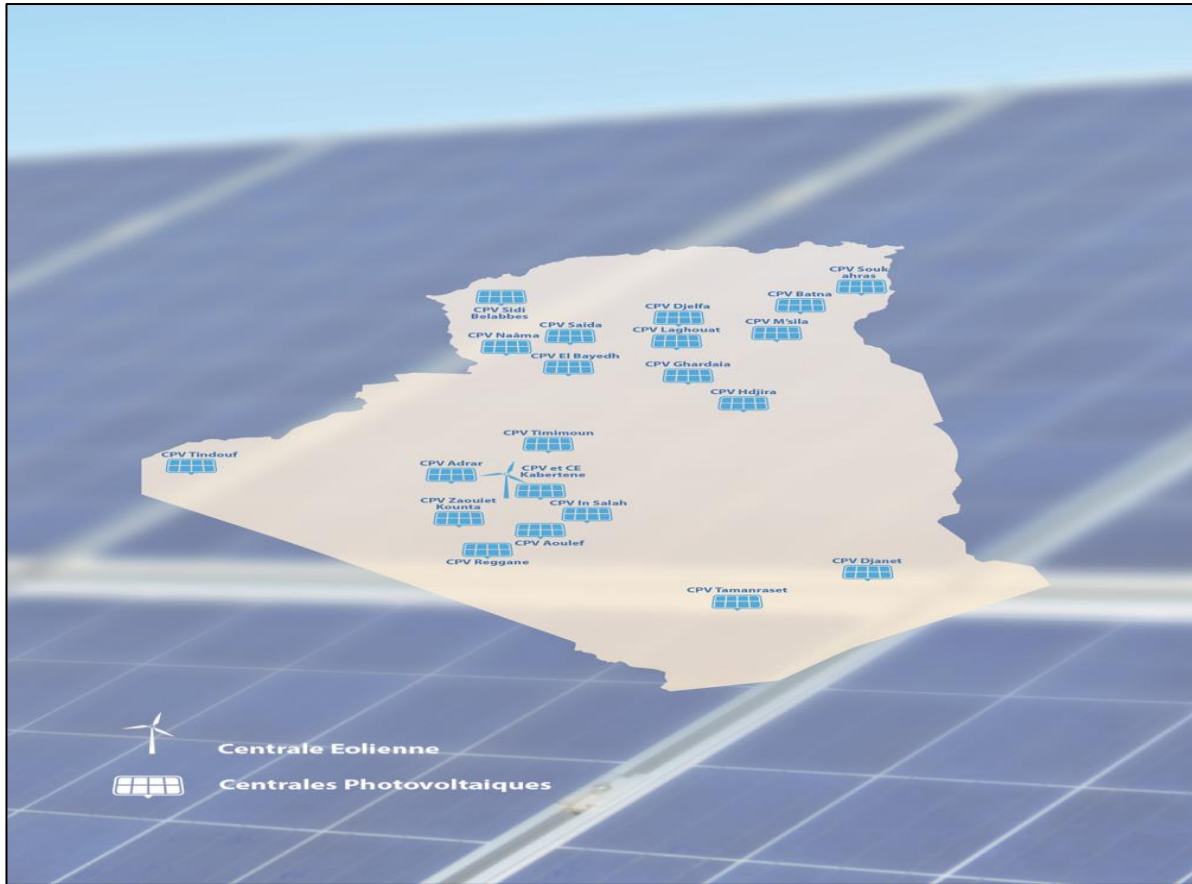 CPV Souk
ahras
CPV Batna
CPV Sidi
Belabbes
CPV Djelfa
CPV M'sila
CPV Saida
CPV Laghouat
CPV Naâma
CPV El Bayedh
CPV Ghardaia
CPV Hdjira
CPV Timimoun
CPV Tindouf
CPV Adrar
CPV et CE
Kabertene
CPV Zaouiet
Kounta
CPV In Salah
CPV Aoulef
CPV Reggane
CPV Djanet
CPV Tamanraset
Centrale Eolienne
Centrales Photovoltaiques